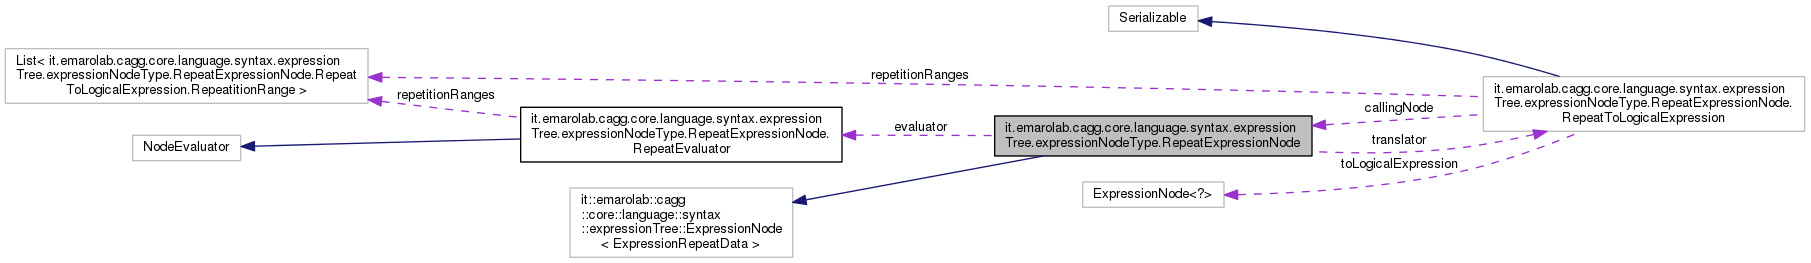 Serializable
List< it.emarolab.cagg.core.language.syntax.expression
Tree.expressionNodeType.RepeatExpressionNode.Repeat
ToLogicalExpression.RepeatitionRange >
repetitionRanges
it.emarolab.cagg.core.language.syntax.expression
Tree.expressionNodeType.RepeatExpressionNode.
RepeatToLogicalExpression
repetitionRanges
callingNode
it.emarolab.cagg.core.language.syntax.expression
Tree.expressionNodeType.RepeatExpressionNode.
RepeatEvaluator
evaluator
it.emarolab.cagg.core.language.syntax.expression
Tree.expressionNodeType.RepeatExpressionNode
translator
NodeEvaluator
toLogicalExpression
ExpressionNode<?>
it::emarolab::cagg
::core::language::syntax
::expressionTree::ExpressionNode
< ExpressionRepeatData >